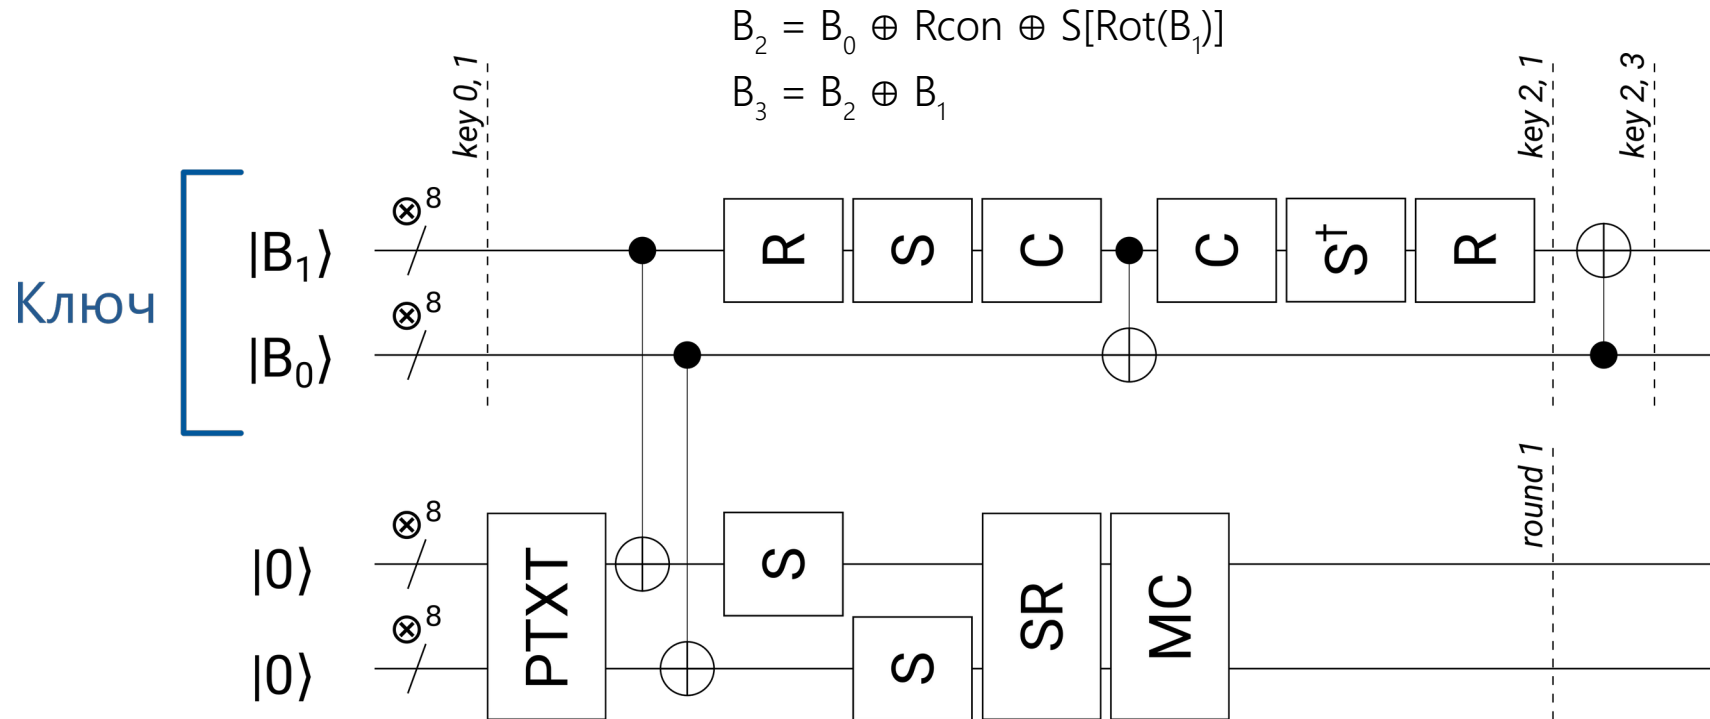 B₂ = B₀ ⊕ Rcon ⊕ S[Rot(B₁)]
B₃ = B₂ ⊕ B₁
key 0, 1
key 2, 1
key 2, 3
Ключ
|B₁⟩ ⊗8 R S C C S† R
|B₀⟩ ⊗8
round 1
|0⟩ ⊗8 PTXT S SR MC
|0⟩ ⊗8 S